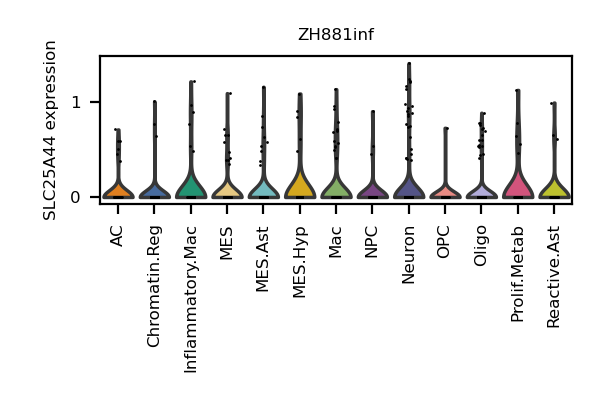 ZH881inf
SLC25A44 expression
1
0
AC
Chromatin.Reg
Inflammatory.Mac
MES
MES.Ast
MES.Hyp
Mac
NPC
Neuron
OPC
Oligo
Prolif.Metab
Reactive.Ast